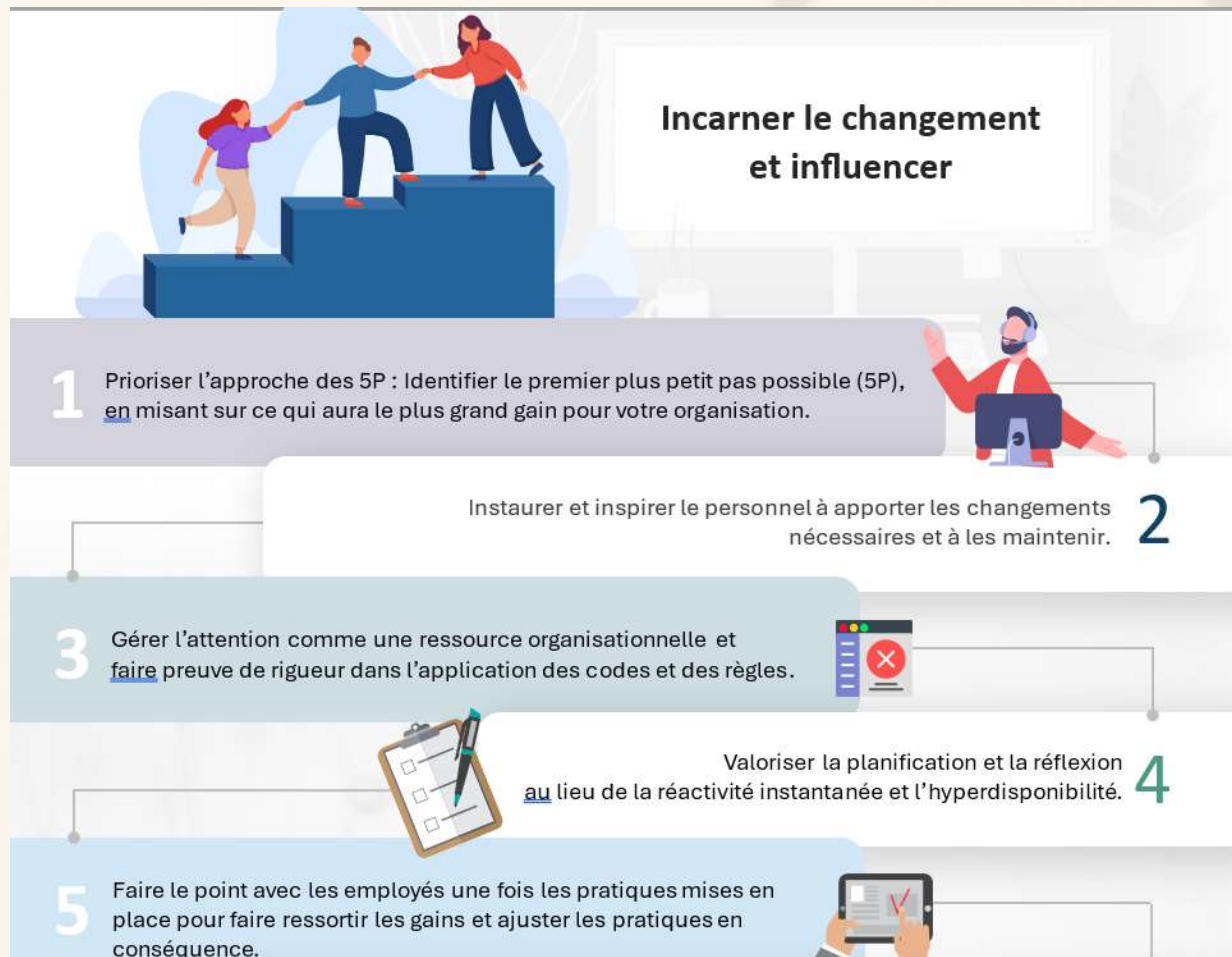 Incarner le changement
et influencer
1
Prioriser l’approche des 5P : Identifier le premier plus petit pas possible (5P),
en misant sur ce qui aura le plus grand gain pour votre organisation.
Instaurer et inspirer le personnel à apporter les changements
nécessaires et à les maintenir.
2
3
Gérer l’attention comme une ressource organisationnelle et
faire preuve de rigueur dans l’application des codes et des règles.
Valoriser la planification et la réflexion
au lieu de la réactivité instantanée et l’hyperdisponibilité.
4
5
Faire le point avec les employés une fois les pratiques mises en
place pour faire ressortir les gains et ajuster les pratiques en
conséquence.